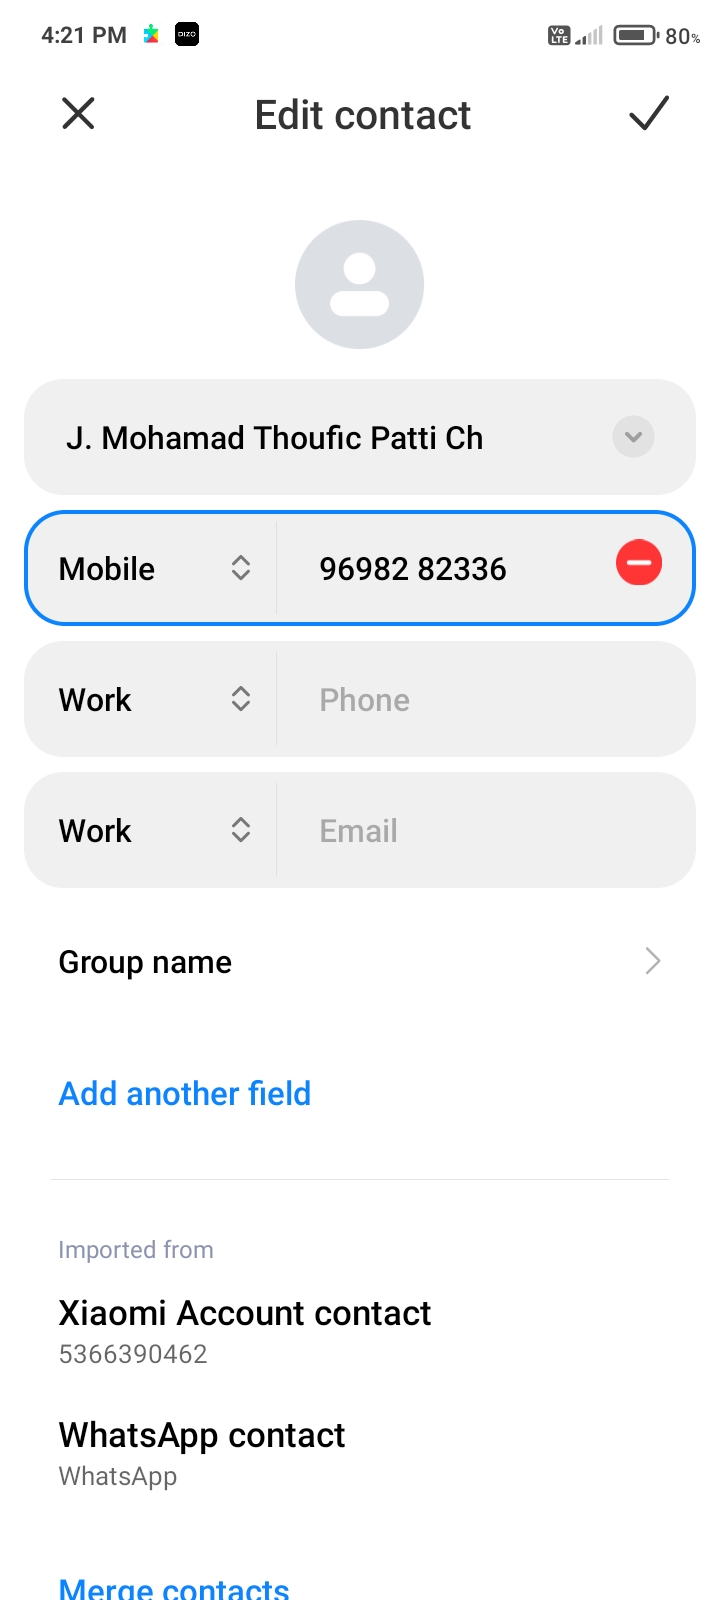 4:21 PM DIZO Vo LTE 80%
Edit contact
J. Mohamad Thoufic Patti Ch
Mobile 96982 82336
Work Phone
Work Email
Group name
Add another field
Imported from
Xiaomi Account contact
5366390462
WhatsApp contact
WhatsApp
Merge contacts